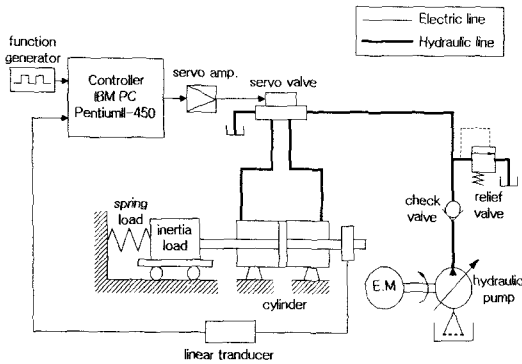 Electric line
Hydraulic line
function
generator
Controller
IBM PC
PentiumII-450
servo amp.
servo valve
spring
load
inertia
load
check
valve
relief
valve
cylinder
E.M
hydraulic
pump
linear tranducer